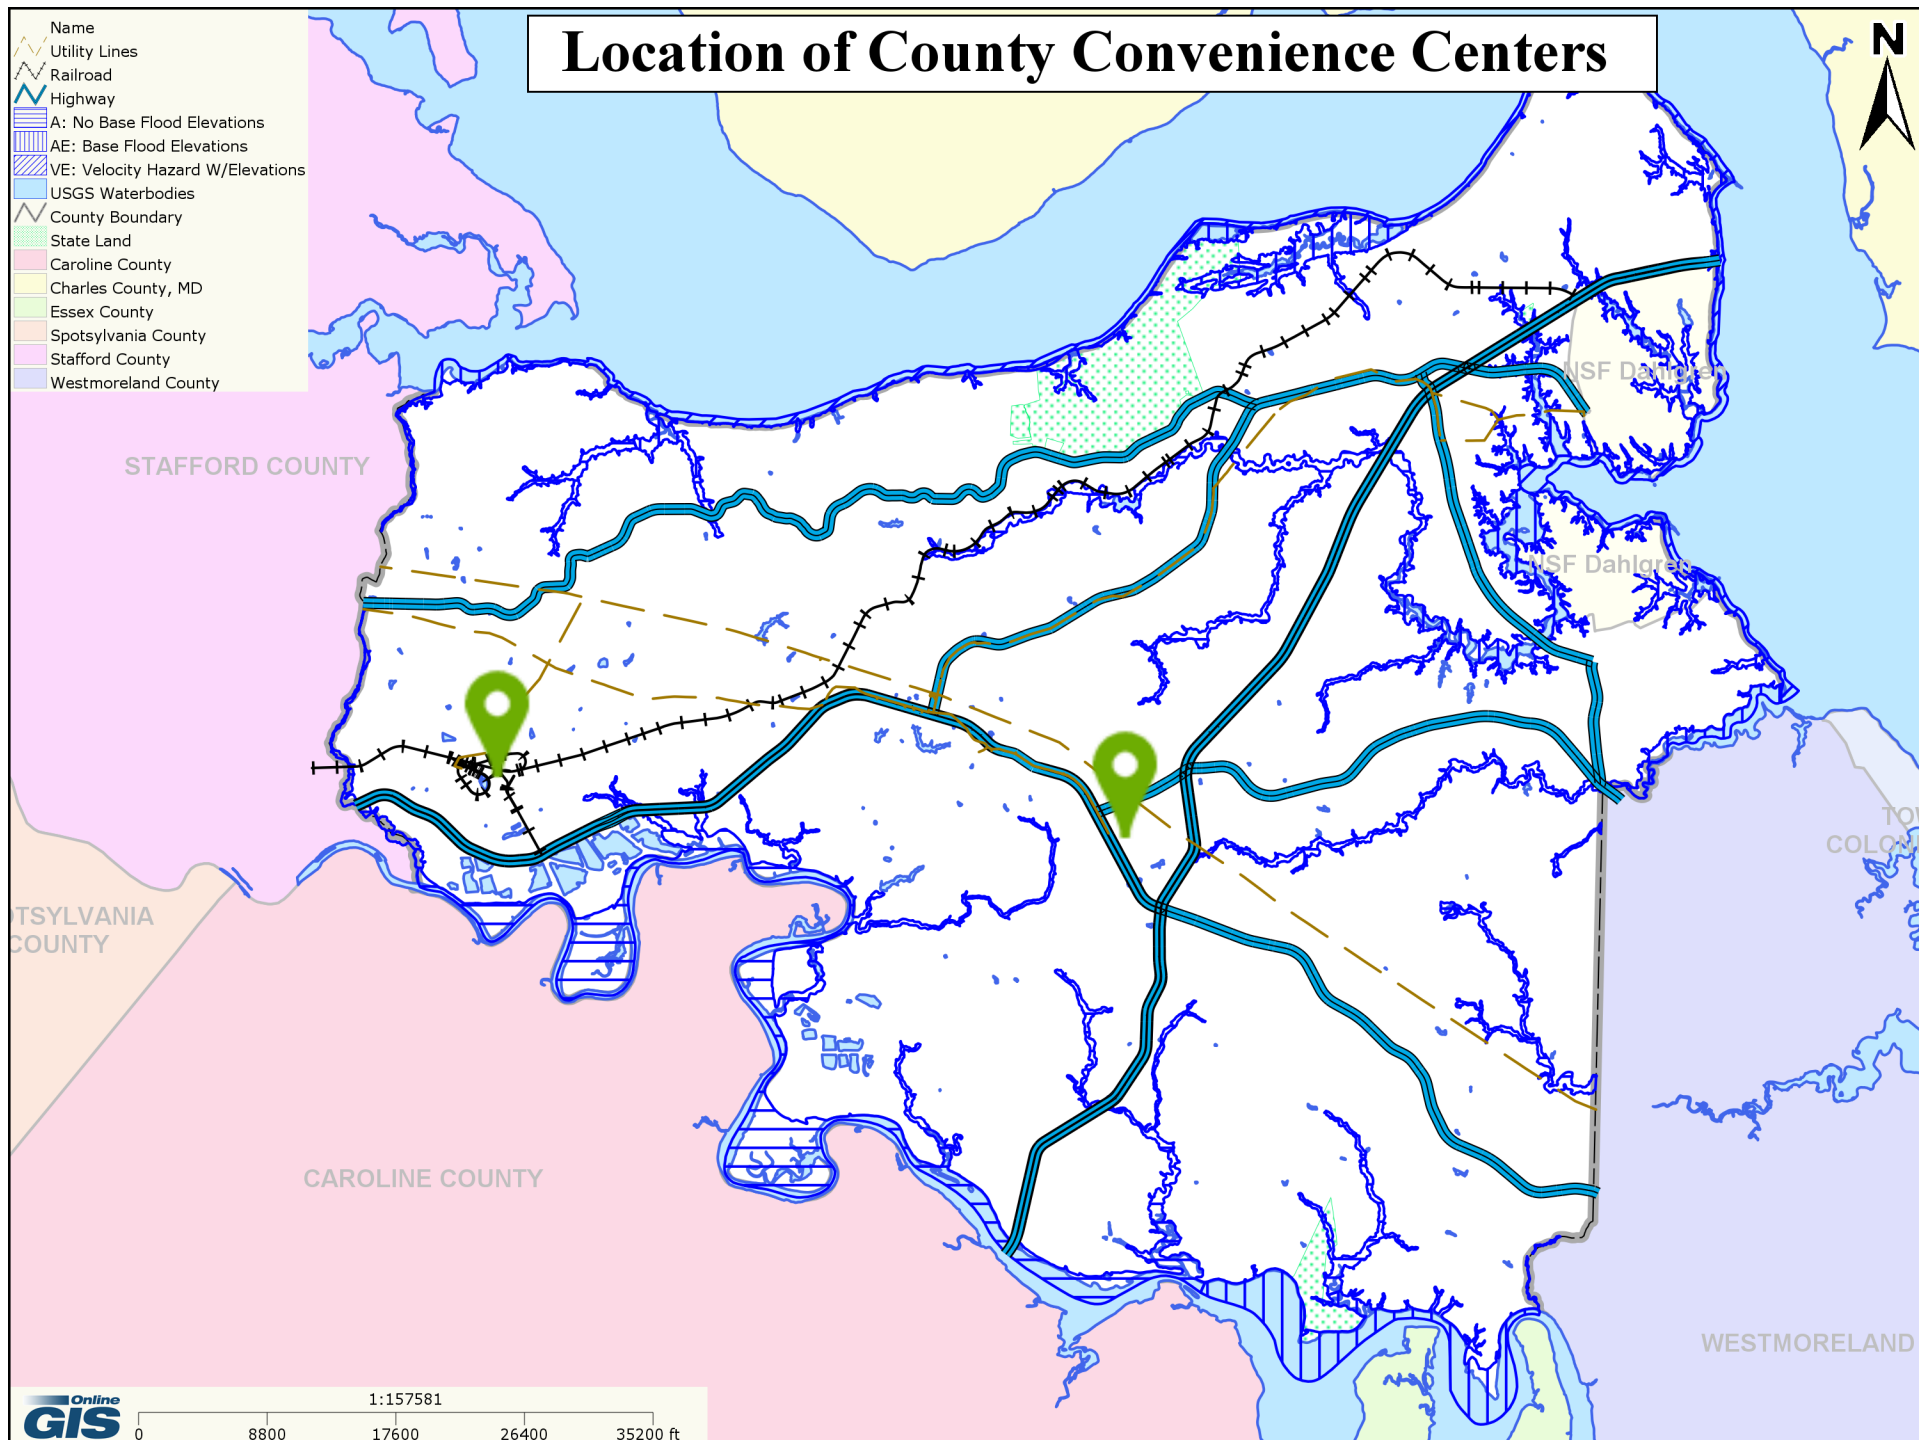 Location of County Convenience Centers
N
Name
Utility Lines
Railroad
Highway
A: No Base Flood Elevations
AE: Base Flood Elevations
VE: Velocity Hazard W/Elevations
USGS Waterbodies
County Boundary
State Land
Caroline County
Charles County, MD
Essex County
Spotsylvania County
Stafford County
Westmoreland County
NSF Dahlgren
STAFFORD COUNTY
NSF Dahlgren
TOW
COLON
OTSYLVANIA
COUNTY
CAROLINE COUNTY
WESTMORELAND
Online
GIS
1:157581
0 8800 17600 26400 35200 ft